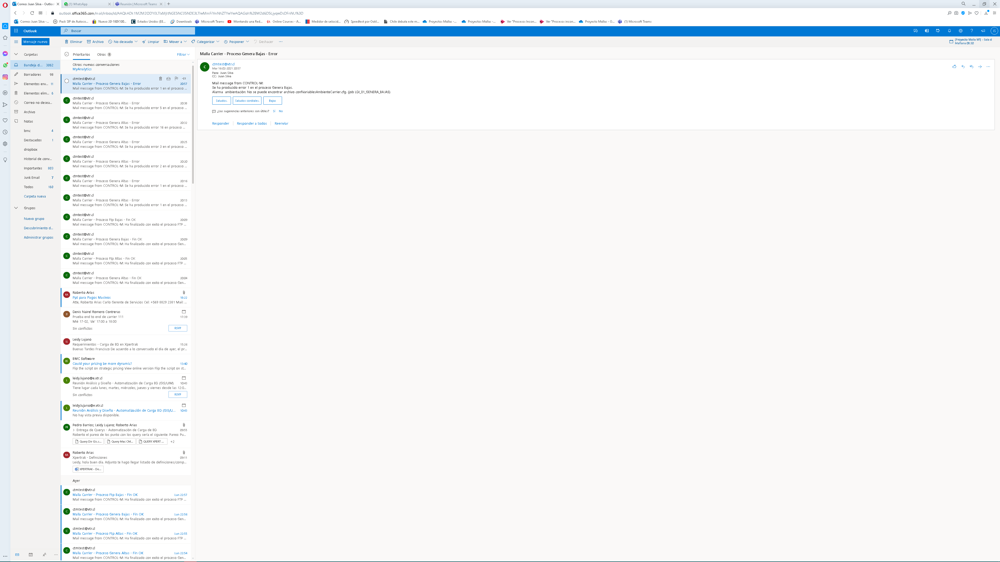 Correo: Juan Silva - Outlook
(1) WhatsApp
Reunión | Microsoft Teams
outlook.office365.com/mail/inbox/id/AAQkADk1M2M2ODY0LTIxMjItNGE5NC05NDE3LTIwMmFiYmNhZTYwYwAQAGoh%2BW2d6D5LjyqwDsDFnNU%3D
Correo: Juan Silva -...
Pack SIP de Autoco...
Nuevo 20-180X100...
Estados Unidos (EE...
Downloads
Microsoft Teams
Montando una Red...
Online Courses - A...
Medidor de velocid...
Speedtest por Ookl...
Chile debuta este m...
Proyectos Mallas -...
Proyectos Mallas -...
Ver "Procesos Incon...
Ver "Procesos incon...
Proyecto Mallas - O...
(1) Microsoft Teams
Outlook
Buscar
JS
Mensaje nuevo
Eliminar
Archivo
No deseado
Limpiar
Mover a
Categorizar
Posponer
Deshacer
[Proyecto Malla M1] - Sala d
Mañana 08:30
Carpetas
Bandeja d... 3062
Borradores 98
Elementos env... 11
Elementos elim... 6
Correo no desea...
Archivo
Notas
bmc 4
Destacados 1
dropbox
Historial de conv...
Importantes 803
Junk Email 7
Todos 160
Carpeta nueva
Grupos
Nuevo grupo
Descubrimiento d...
Administrar grupos
Prioritarios
Otros 1
Filtrar
Otros: nuevas conversaciones
MyAnalytics
ctmtest@vtr.cl
Malla Carrier - Proceso Genera Bajas - Error 20:57
Mail message from CONTROL-M: Se ha producido error 1 en el proceso ...
C
ctmtest@vtr.cl
Malla Carrier - Proceso Genera Altas - Error 20:38
Mail message from CONTROL-M: Se ha producido error 5 en el proceso ...
C
ctmtest@vtr.cl
Malla Carrier - Proceso Genera Altas - Error 20:32
Mail message from CONTROL-M: Se ha producido error 16 en proceso ...
C
ctmtest@vtr.cl
Malla Carrier - Proceso Genera Altas - Error 20:25
Mail message from CONTROL-M: Se ha producido error 3 en el proceso ...
C
ctmtest@vtr.cl
Malla Carrier - Proceso Genera Altas - Error 20:20
Mail message from CONTROL-M: Se ha producido error 2 en el proceso ...
C
ctmtest@vtr.cl
Malla Carrier - Proceso Genera Altas - Error 20:16
Mail message from CONTROL-M: Se ha producido error 1 en el proceso ...
C
ctmtest@vtr.cl
Malla Carrier - Proceso Genera Altas - Error 20:13
Mail message from CONTROL-M: Se ha producido error 1 en el proceso ...
C
ctmtest@vtr.cl
Malla Carrier - Proceso Ftp Bajas - Fin OK 20:09
Mail message from CONTROL-M: Ha finalizado con exito el proceso FTP ...
C
ctmtest@vtr.cl
Malla Carrier - Proceso Genera Bajas - Fin OK 20:09
Mail message from CONTROL-M: Ha finalizado con exito el proceso Gen...
C
ctmtest@vtr.cl
Malla Carrier - Proceso Ftp Altas - Fin OK 20:05
Mail message from CONTROL-M: Ha finalizado con exito el proceso FTP ...
C
ctmtest@vtr.cl
Malla Carrier - Proceso Genera Altas - Fin OK 20:04
Mail message from CONTROL-M: Ha finalizado con exito el proceso Gen...
RA
Roberto Arias
Ppt para Pagos Masivos 18:22
Atte, Roberto Arias Carlo Gerente de Servicios Cel: +569 8829 2381 Mail: ...
D
Denis Nairel Romero Contreras
Prueba end to end de carrier 111 17:39
Mié 17-02, 'de' 17:00 a 18:00
Sin conflictos RSVP
LL
Leidy Lujano
Requerimientos - Carga de BD en Xpertrak 15:26
Buenas Tardes Francisco De acuerdo a lo conversado el dia de ayer, el pr...
BS
BMC Software
Could your pricing be more dynamic? 13:40
Flip the script on strategic pricing View online version Flip the script on st...
L
leidy.lujano@e.vtr.cl
Reunión Análisis y Diseño - Automatización de Carga BD (GIS/UIM) 10:43
Tiene lugar cada lunes, martes, miércoles, jueves y viernes desde las 12:0...
Sin conflictos RSVP
L
leidy.lujano@e.vtr.cl
Reunión Análisis y Diseño - Automatización de Carga BD (GIS/U... 10:43
No hay vista previa disponible.
PB
Pedro Barrios; Leidy Lujano; Roberto Arias
Entrega de Querys - Automatización de Carga de BD 09:55
Roberto el pareo de los punto con los query sería el siguiente: Pareo: Pu...
Query Dir Gis.s... Query Mac CM... QUERY XPERT ... +2
RA
Roberto Arias
Xpertrak - Definiciones 09:11
Leidy, hola buen día. Adjunto te hago llegar listado de definiciones/comp...
XPERTRAK - De...
Ayer
C
ctmtest@vtr.cl
Malla Carrier - Proceso Ftp Bajas - Fin OK Lun 22:57
Mail message from CONTROL-M: Ha finalizado con exito el proceso FTP ...
C
ctmtest@vtr.cl
Malla Carrier - Proceso Genera Bajas - Fin OK Lun 22:56
Mail message from CONTROL-M: Ha finalizado con exito el proceso Gen...
C
ctmtest@vtr.cl
Malla Carrier - Proceso Ftp Altas - Fin OK Lun 22:55
Mail message from CONTROL-M: Ha finalizado con exito el proceso FTP ...
C
ctmtest@vtr.cl
Malla Carrier - Proceso Genera Altas - Fin OK Lun 22:54
Mail message from CONTROL-M: Ha finalizado con exito el proceso Gen...
Malla Carrier - Proceso Genera Bajas - Error
C
ctmtest@vtr.cl
Mar 16-02-2021 20:57
Para: Juan Silva
CC: Juan Silva
Mail message from CONTROL-M:
Se ha producido error 1 en el proceso Genera Bajas.
Alarma ambientación: No se puede encontrar archivo confVariablesAmbienteCarrier.cfg. (job LDI_01_GENERA_BAJAS)
Saludos. Saludos cordiales. Bajas
¿Las sugerencias anteriores son útiles? Sí No
Responder Responder a todos Reenviar